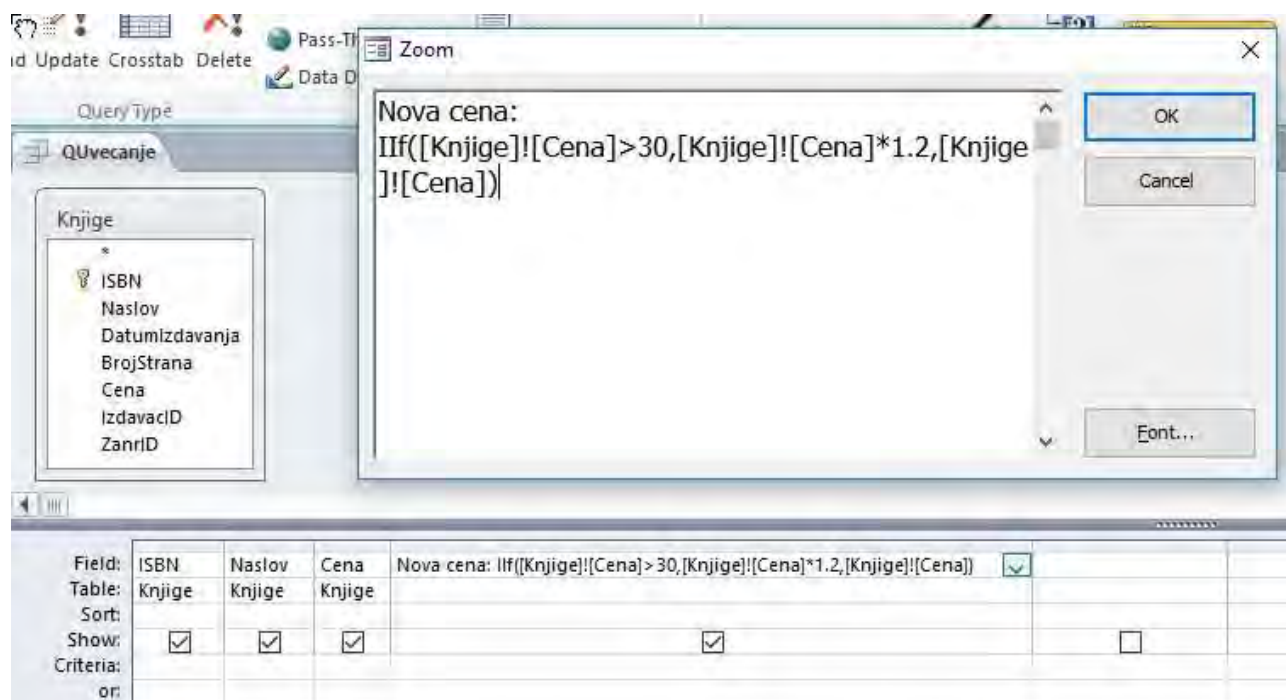 Update Crosstab Delete
Pass-Th
Data D
Query Type
Zoom
Nova cena:
IIf([Knjige]![Cena]>30,[Knjige]![Cena]*1.2,[Knjige
]![Cena])
OK
Cancel
Font...
QUvecanje
Knjige
*
ISBN
Naslov
DatumIzdavanja
BrojStrana
Cena
IzdavacID
ZanrID
Field: ISBN Naslov Cena Nova cena: IIf([Knjige]![Cena]>30,[Knjige]![Cena]*1.2,[Knjige]![Cena])
Table: Knjige Knjige Knjige
Sort:
Show:
Criteria:
or: